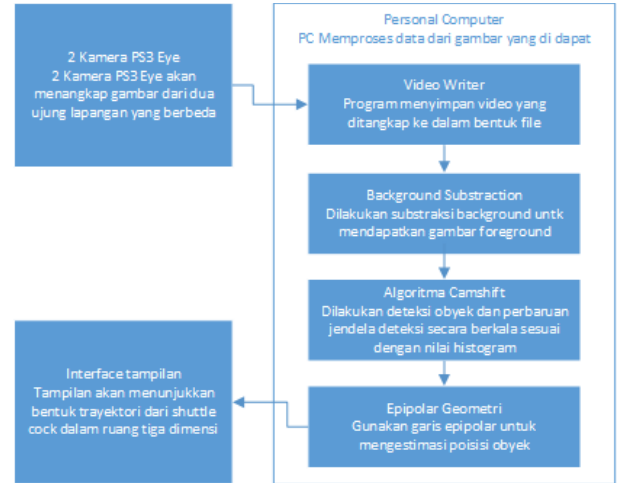 2 Kamera PS3 Eye
2 Kamera PS3 Eye akan
menangkap gambar dari dua
ujung lapangan yang berbeda
Personal Computer
PC Memproses data dari gambar yang di dapat
Video Writer
Program menyimpan video yang
ditangkap ke dalam bentuk file
Background Substraction
Dilakukan substraksi background untk
mendapatkan gambar foreground
Algoritma Camshift
Dilakukan deteksi obyek dan perbaruan
jendela deteksi secara berkala sesuai
dengan nilai histogram
Epipolar Geometri
Gunakan garis epipolar untuk
mengestimasi poisisi obyek
Interface tampilan
Tampilan akan menunjukkan
bentuk trayektori dari shuttle
cock dalam ruang tiga dimensi